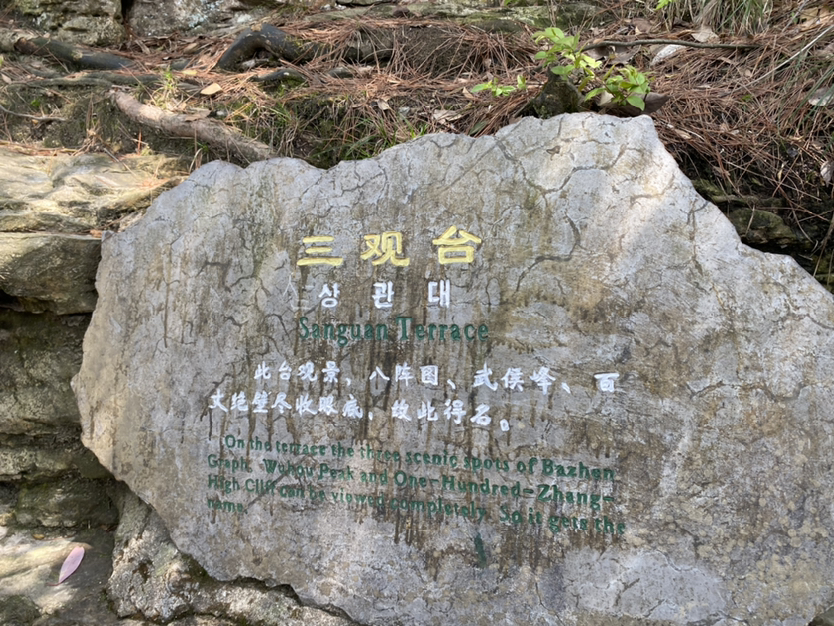 三观台
상관대
Sanguan Terrace
此台观景，八阵图、武侯峰、百
丈绝壁尽收眼底，故此得名。
On the terrace the three scenic spots of Bazhen
Graph, Wuhou Peak and One-Hundred-Zhang-
High Cliff can be viewed completely. So it gets the
name.